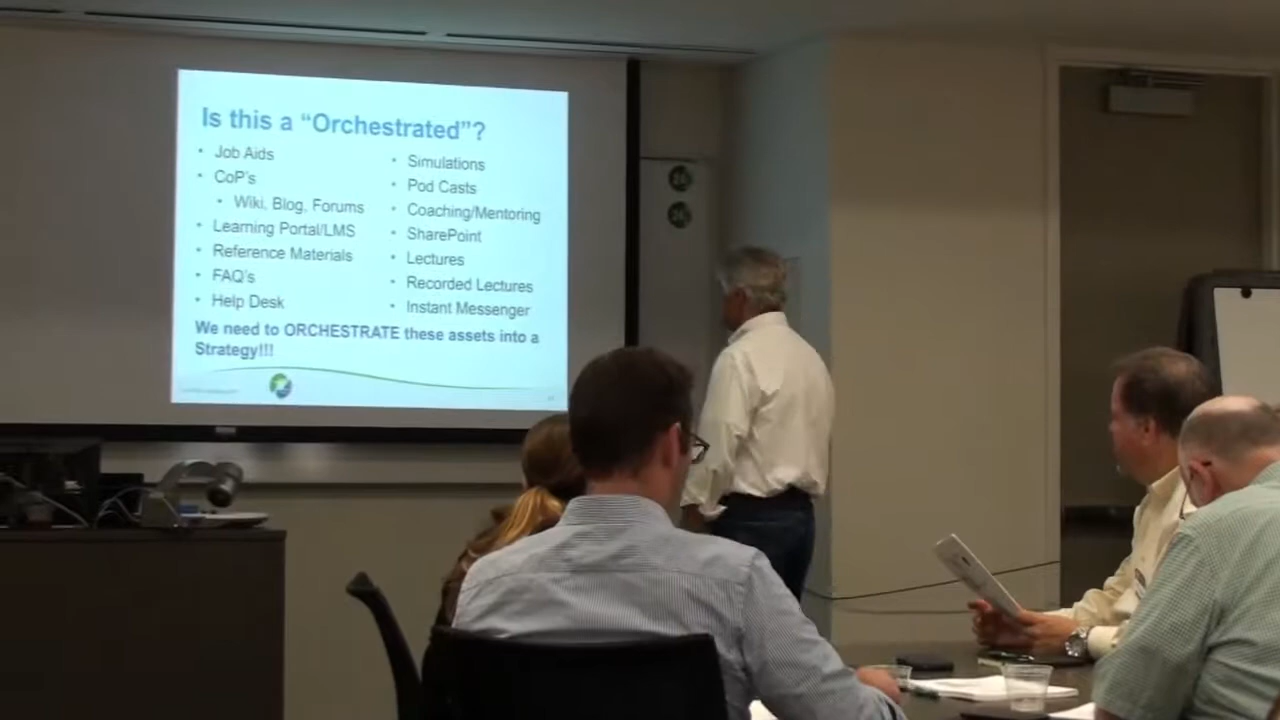 Is this a “Orchestrated”?
• Job Aids
• CoP's
• Wiki, Blog, Forums
• Learning Portal/LMS
• Reference Materials
• FAQ's
• Help Desk
• Simulations
• Pod Casts
• Coaching/Mentoring
• SharePoint
• Lectures
• Recorded Lectures
• Instant Messenger
We need to ORCHESTRATE these assets into a
Strategy!!!